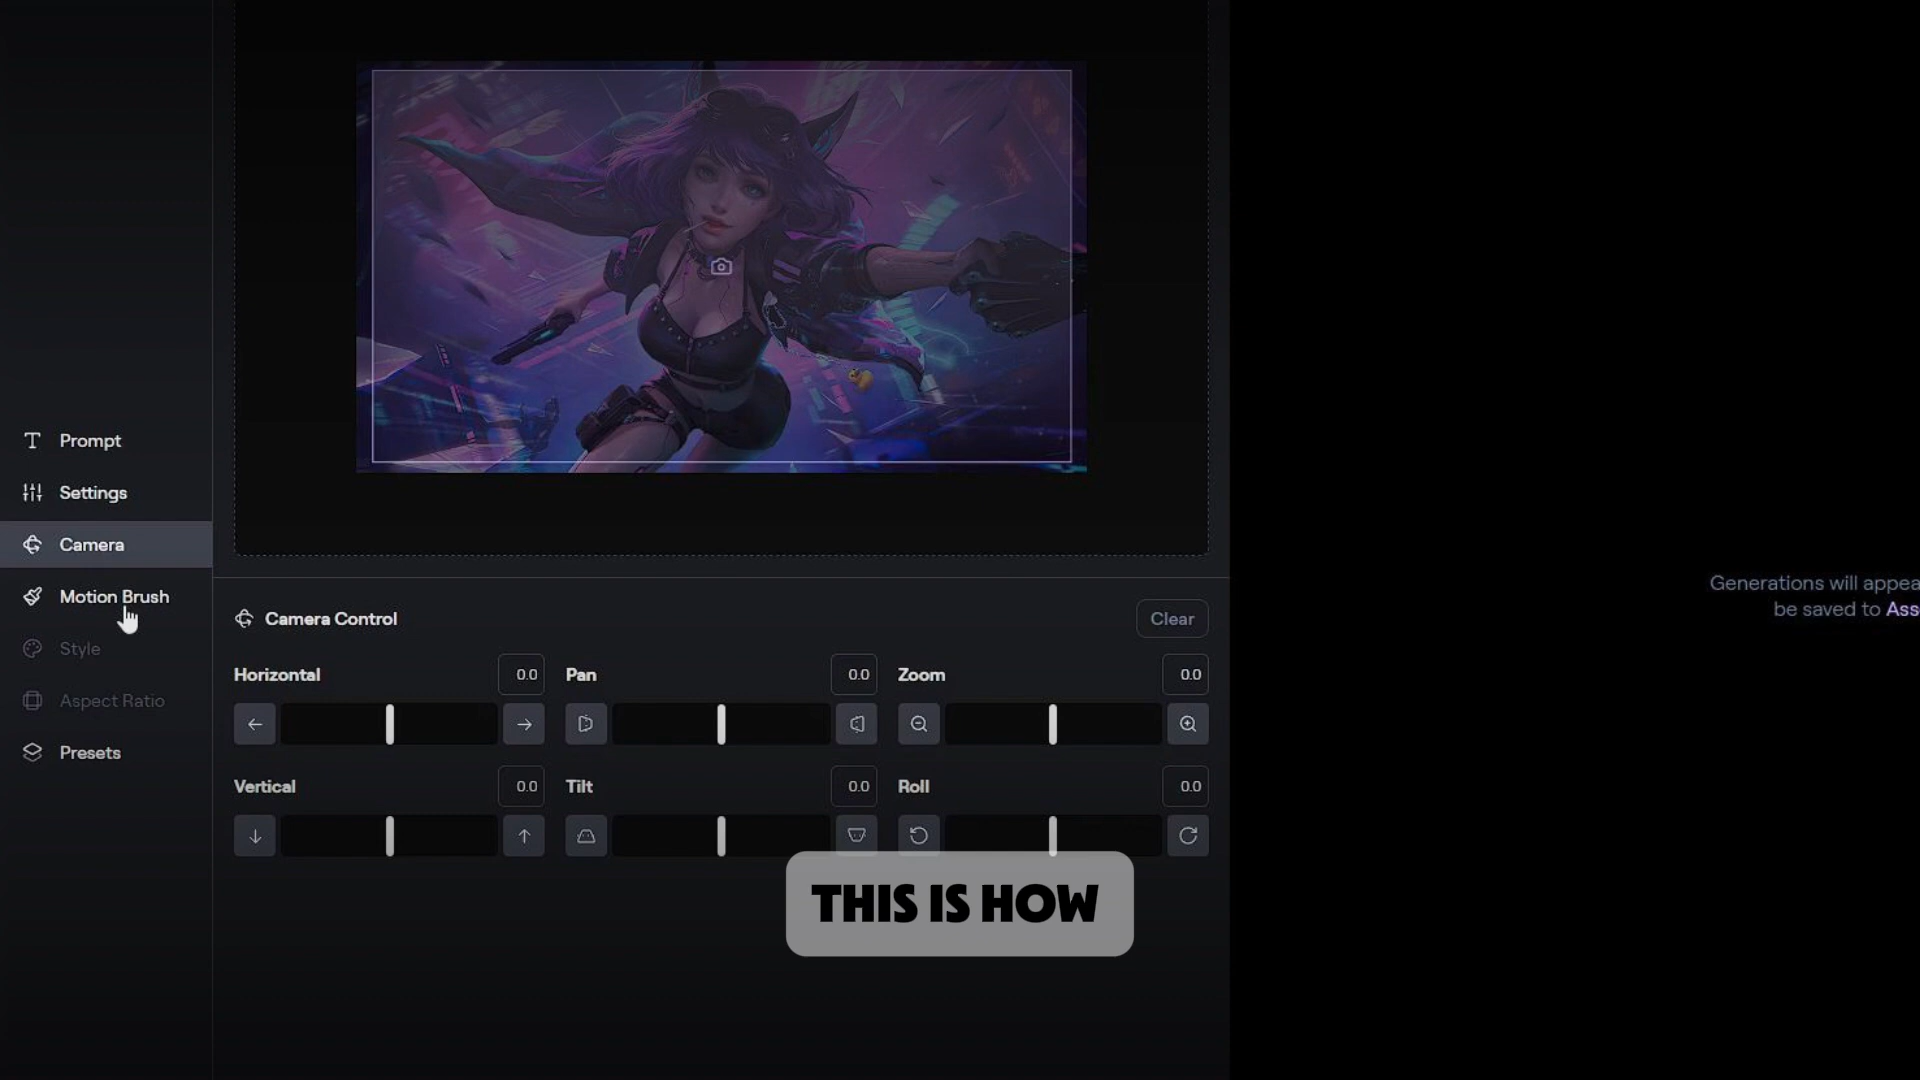 Prompt
Settings
Camera
Motion Brush
Style
Aspect Ratio
Presets
Camera Control
Clear
Horizontal 0.0 Pan 0.0 Zoom 0.0
Vertical 0.0 Tilt 0.0 Roll 0.0
THIS IS HOW
Generations will appea
be saved to Ass